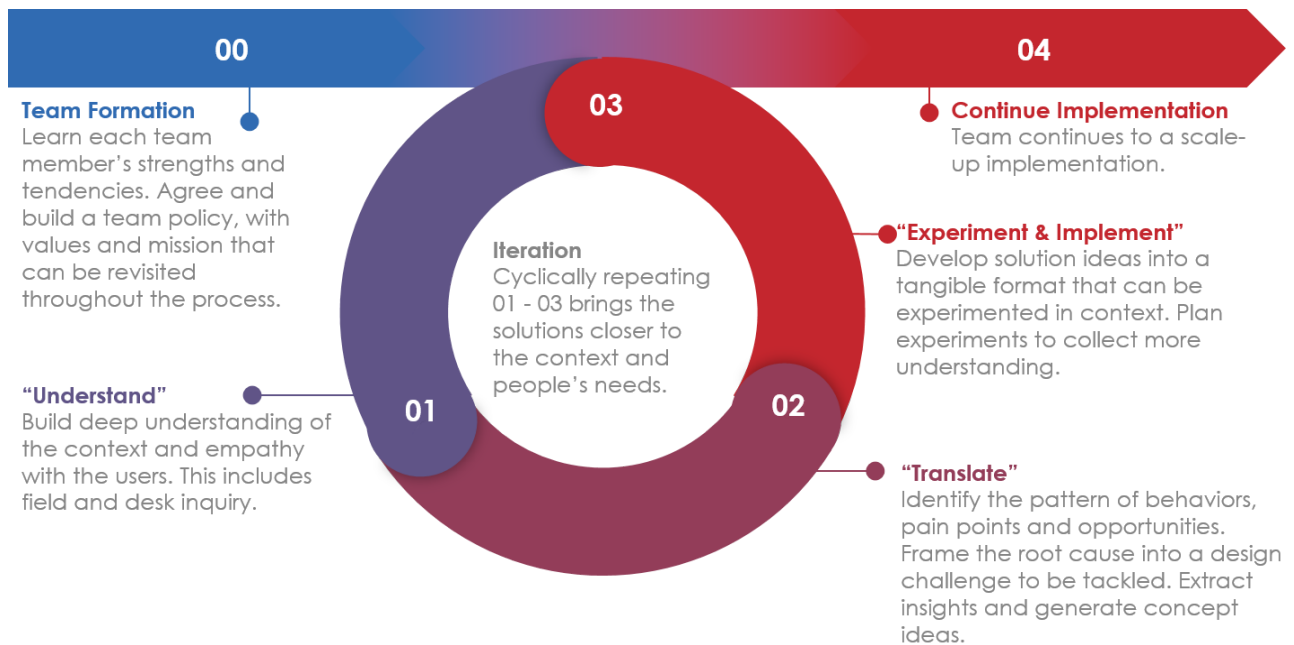 00
04
03
Team Formation
Learn each team
member’s strengths and
tendencies. Agree and
build a team policy, with
values and mission that
can be revisited
throughout the process.
Continue Implementation
Team continues to a scale-
up implementation.
“Experiment & Implement”
Develop solution ideas into a
tangible format that can be
experimented in context. Plan
experiments to collect more
understanding.
Iteration
Cyclically repeating
01 - 03 brings the
solutions closer to
the context and
people’s needs.
“Understand”
Build deep understanding of
the context and empathy
with the users. This includes
field and desk inquiry.
01
02
“Translate”
Identify the pattern of behaviors,
pain points and opportunities.
Frame the root cause into a design
challenge to be tackled. Extract
insights and generate concept
ideas.